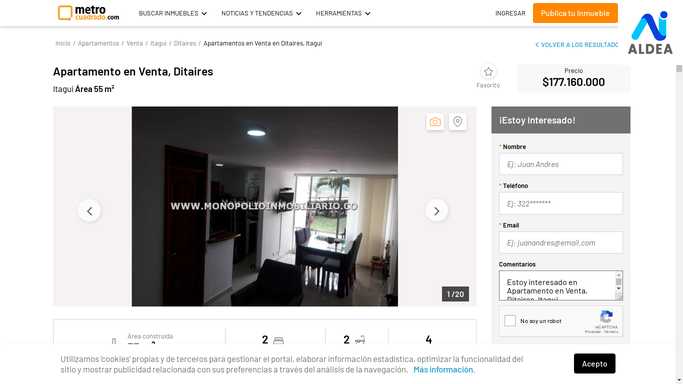 metro
cuadrado.com
BUSCAR INMUEBLES
NOTICIAS Y TENDENCIAS
HERRAMIENTAS
INGRESAR
Publica tu inmueble
ALDEA
Inicio / Apartamentos / Venta / Itagui / Ditaires / Apartamentos en Venta en Ditaires, Itagui
VOLVER A LOS RESULTADO
Apartamento en Venta, Ditaires
Itagui Área 55 m²
Favorito
Precio
$177.160.000
WWW.MONOPOLIOINMOBILIARIO.CO
1 / 20
¡Estoy Interesado!
* Nombre
Ej: Juan Andres
* Teléfono
Ej: 322*******
* Email
Ej: juanandres@email.com
Comentarios
Estoy interesado en
Apartamento en Venta,
Ditaires, Itagui
No soy un robot
reCAPTCHA
Privacidad - Términos
Área construida
2
2
4
Utilizamos 'cookies' propias y de terceros para gestionar el portal, elaborar información estadística, optimizar la funcionalidad del
sitio y mostrar publicidad relacionada con sus preferencias a través del análisis de la navegación. Más información.
Acepto